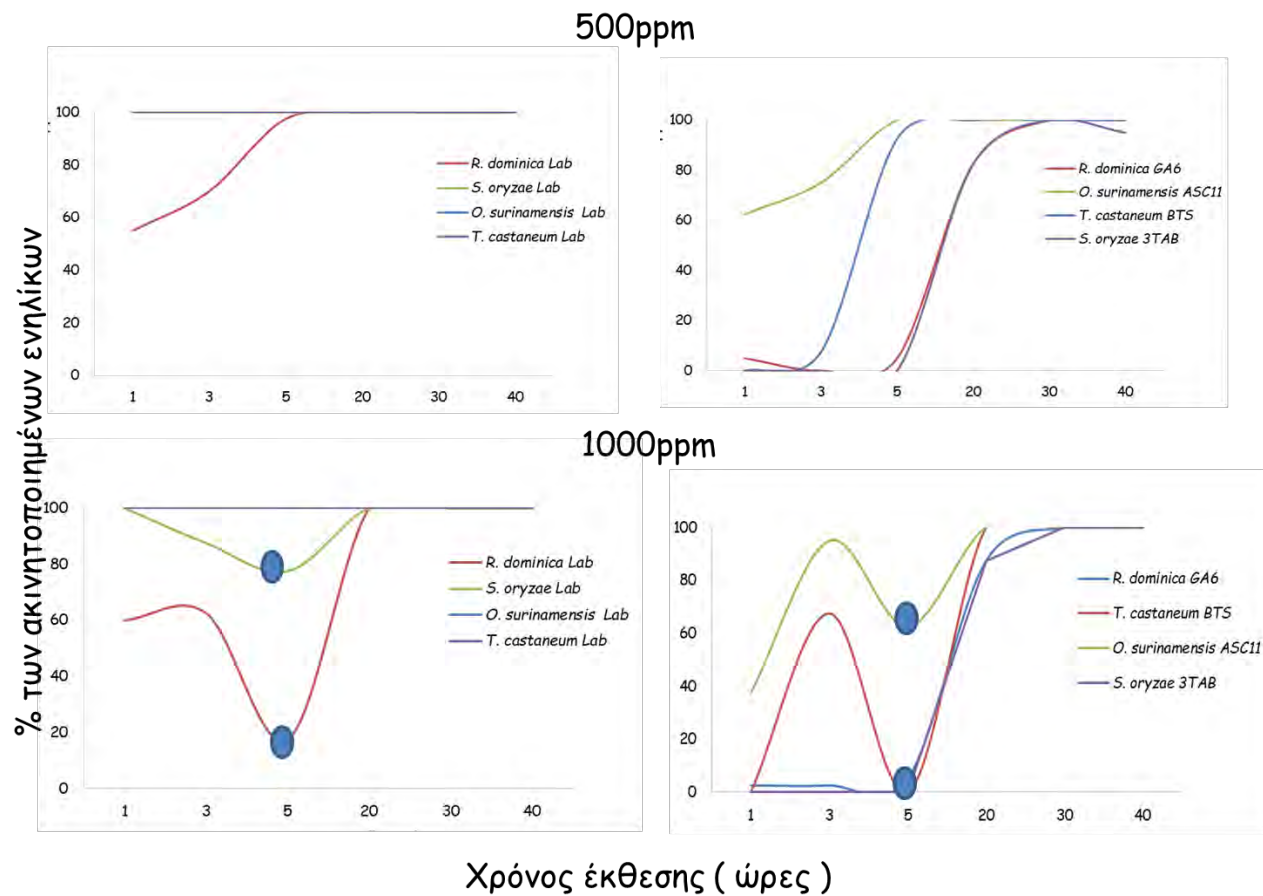 500ppm
% των ακινητοποιημένων ενηλίκων
100
80
60
40
20
0
1 3 5 20 30 40
R. dominica Lab
S. oryzae Lab
O. surinamensis Lab
T. castaneum Lab
100
80
60
40
20
0
1 3 5 20 30 40
R. dominica GA6
O. surinamensis ASC11
T. castaneum BTS
S. oryzae 3TAB
1000ppm
100
80
60
40
20
0
1 3 5 20 30 40
R. dominica Lab
S. oryzae Lab
O. surinamensis Lab
T. castaneum Lab
100
80
60
40
20
0
1 3 5 20 30 40
R. dominica GA6
T. castaneum BTS
O. surinamensis ASC11
S. oryzae 3TAB
Χρόνος έκθεσης ( ώρες )